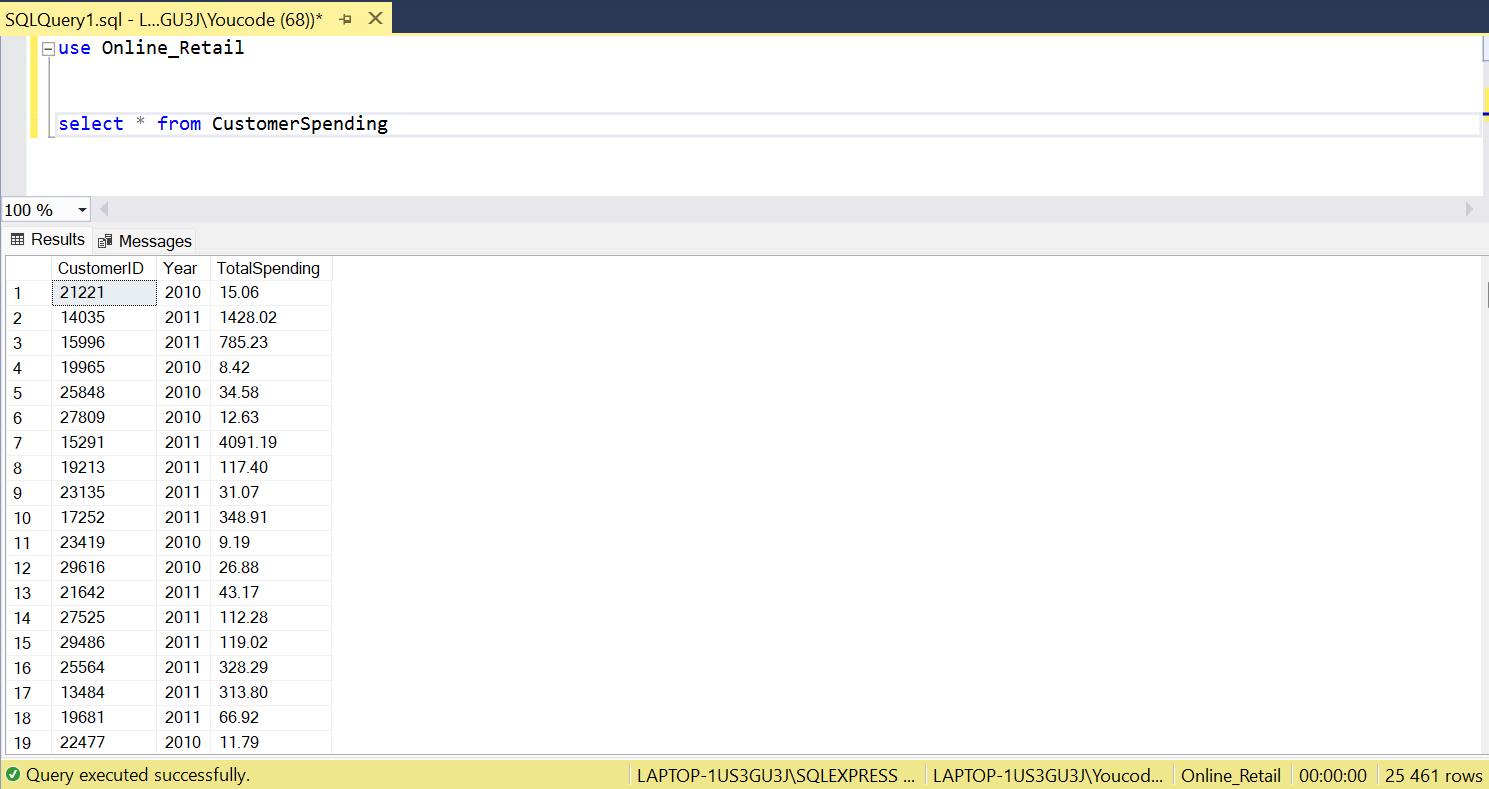 SQLQuery1.sql - L...GU3J\Youcode (68))*
use Online_Retail
select * from CustomerSpending
100 %
Results Messages
CustomerID Year TotalSpending
1 21221 2010 15.06
2 14035 2011 1428.02
3 15996 2011 785.23
4 19965 2010 8.42
5 25848 2010 34.58
6 27809 2010 12.63
7 15291 2011 4091.19
8 19213 2011 117.40
9 23135 2011 31.07
10 17252 2011 348.91
11 23419 2010 9.19
12 29616 2010 26.88
13 21642 2011 43.17
14 27525 2011 112.28
15 29486 2011 119.02
16 25564 2011 328.29
17 13484 2011 313.80
18 19681 2011 66.92
19 22477 2010 11.79
Query executed successfully. LAPTOP-1US3GU3J\SQLEXPRESS ... LAPTOP-1US3GU3J\Youcod... Online_Retail 00:00:00 25 461 rows